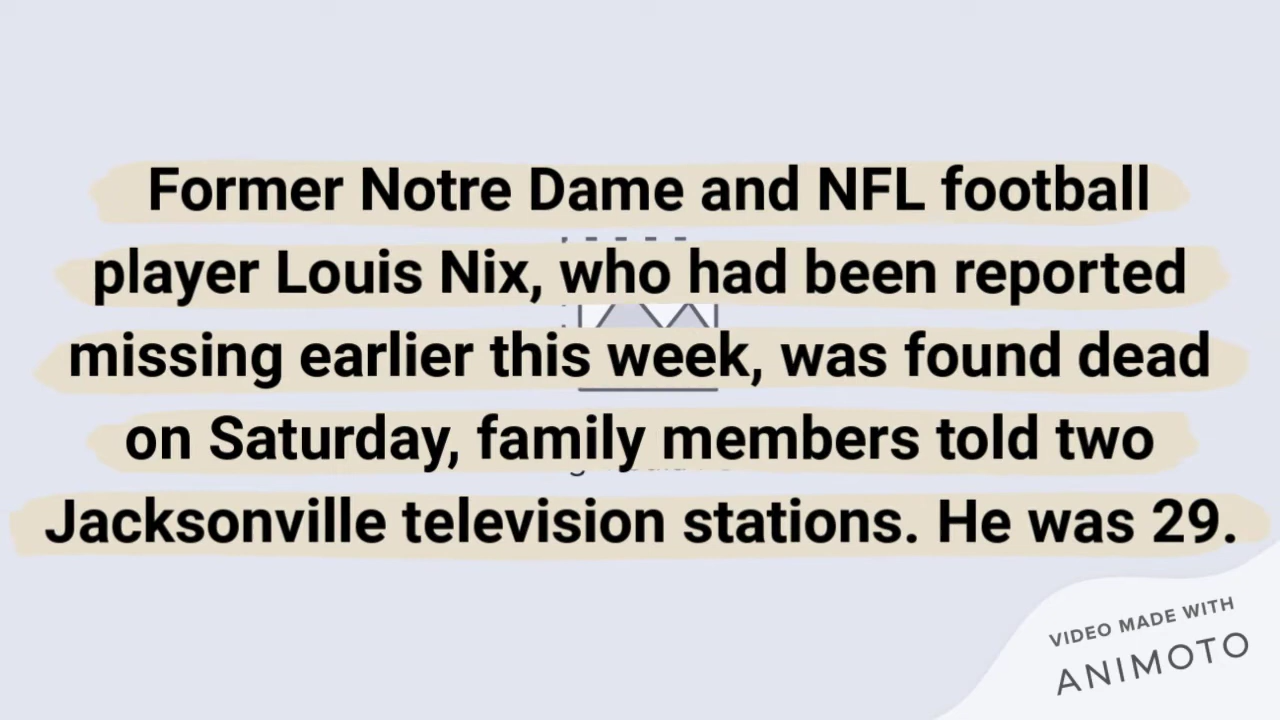 Former Notre Dame and NFL football
player Louis Nix, who had been reported
missing earlier this week, was found dead
on Saturday, family members told two
Jacksonville television stations. He was 29.
VIDEO MADE WITH
ANIMOTO